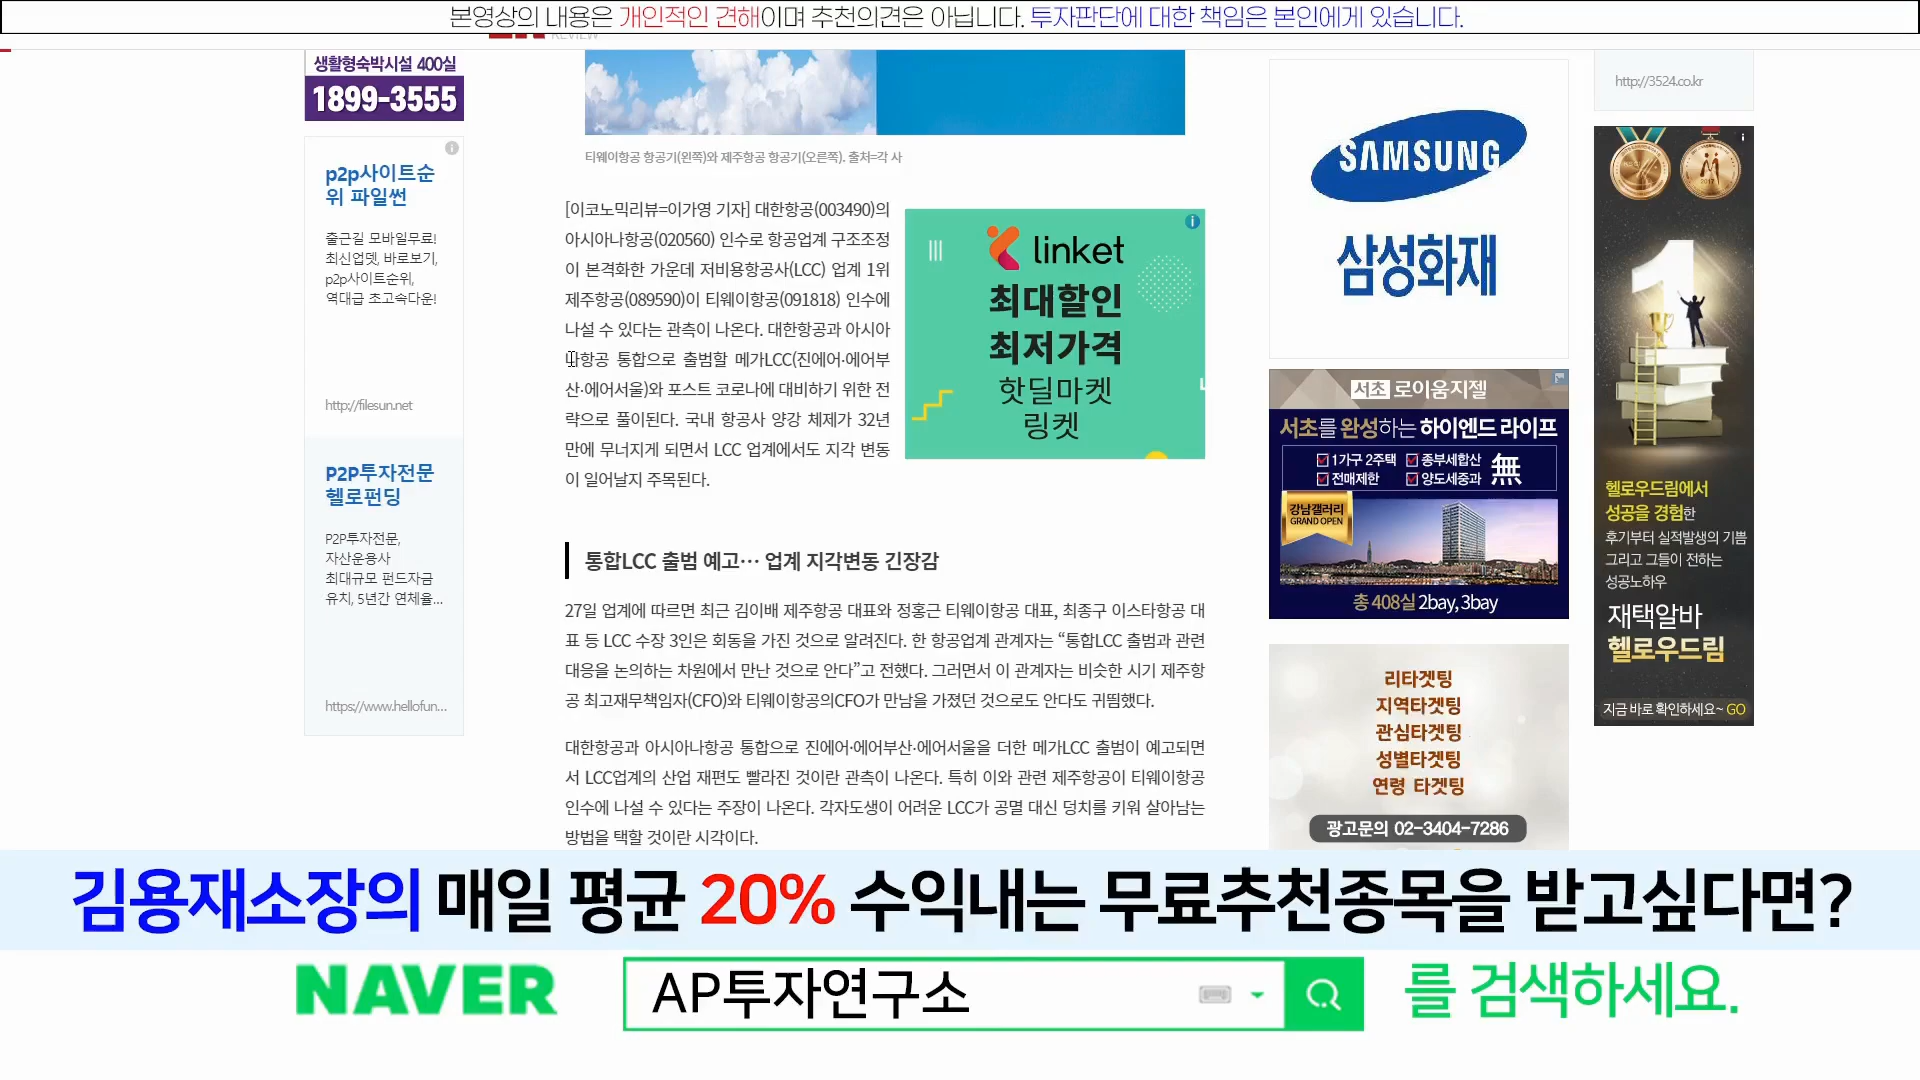 본영상의 내용은 개인적인 견해이며 추천의견은 아닙니다. 투자판단에 대한 책임은 본인에게 있습니다.
REVIEW
생활형숙박시설 400실
1899-3555
p2p사이트순
위 파일썬
출근길 모바일무료!
최신업뎃, 바로보기,
p2p사이트순위,
역대급 초고속다운!
http://filesun.net
P2P투자전문
헬로펀딩
P2P투자전문,
자산운용사
최대규모 펀드자금
유치, 5년간 연체율...
https://www.hellofun...
티웨이항공 항공기(왼쪽)와 제주항공 항공기(오른쪽). 출처=각 사
[이코노믹리뷰=이가영 기자] 대한항공(003490)의
아시아나항공(020560) 인수로 항공업계 구조조정
이 본격화한 가운데 저비용항공사(LCC) 업계 1위
제주항공(089590)이 티웨이항공(091818) 인수에
나설 수 있다는 관측이 나온다. 대한항공과 아시아
나항공 통합으로 출범할 메가LCC(진에어·에어부
산·에어서울)와 포스트 코로나에 대비하기 위한 전
략으로 풀이된다. 국내 항공사 양강 체제가 32년
만에 무너지게 되면서 LCC 업계에서도 지각 변동
이 일어날지 주목된다.
linket
최대할인
최저가격
핫딜마켓
링켓
통합LCC 출범 예고… 업계 지각변동 긴장감
27일 업계에 따르면 최근 김이배 제주항공 대표와 정홍근 티웨이항공 대표, 최종구 이스타항공 대
표 등 LCC 수장 3인은 회동을 가진 것으로 알려진다. 한 항공업계 관계자는 “통합LCC 출범과 관련
대응을 논의하는 차원에서 만난 것으로 안다”고 전했다. 그러면서 이 관계자는 비슷한 시기 제주항
공 최고재무책임자(CFO)와 티웨이항공의CFO가 만남을 가졌던 것으로도 안다도 귀띔했다.
대한항공과 아시아나항공 통합으로 진에어·에어부산·에어서울을 더한 메가LCC 출범이 예고되면
서 LCC업계의 산업 재편도 빨라진 것이란 관측이 나온다. 특히 이와 관련 제주항공이 티웨이항공
인수에 나설 수 있다는 주장이 나온다. 각자도생이 어려운 LCC가 공멸 대신 덩치를 키워 살아남는
방법을 택할 것이란 시각이다.
SAMSUNG
삼성화재
서초 로이움지젤
서초를 완성하는 하이엔드 라이프
1가구 2주택 종부세합산
전매제한 양도세중과
無
강남갤러리
GRAND OPEN
총 408실 2bay, 3bay
리타겟팅
지역타겟팅
관심타겟팅
성별타겟팅
연령 타겟팅
광고문의 02-3404-7286
http://3524.co.kr
2017
헬로우드림에서
성공을 경험한
후기부터 실적발생의 기쁨
그리고 그들이 전하는
성공노하우
재택알바
헬로우드림
지금 바로 확인하세요~ GO
김용재소장의 매일 평균 20% 수익내는 무료추천종목을 받고싶다면?
NAVER AP투자연구소 를 검색하세요.